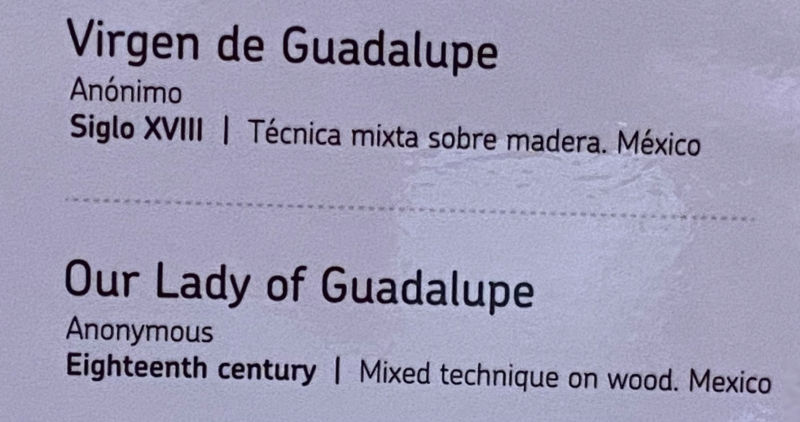 Virgen de Guadalupe
Anónimo
Siglo XVIII | Técnica mixta sobre madera. México
Our Lady of Guadalupe
Anonymous
Eighteenth century | Mixed technique on wood. Mexico